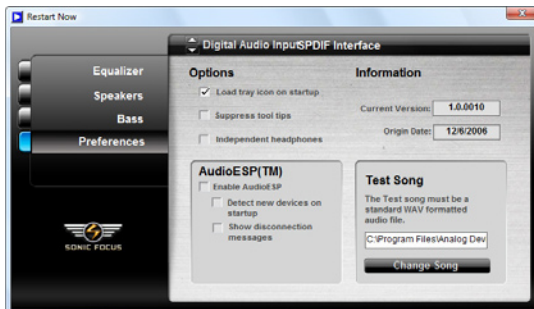 Restart Now
Digital Audio InputSPDIF Interface
Equalizer
Speakers
Bass
Preferences
SONIC FOCUS
Options
Load tray icon on startup
Suppress tool tips
Independent headphones
Information
Current Version: 1.0.0010
Origin Date: 12/6/2006
AudioESP(TM)
Enable AudioESP
Detect new devices on
startup
Show disconnection
messages
Test Song
The Test song must be a
standard WAV formatted
audio file.
C:\Program Files\Analog Dev
Change Song